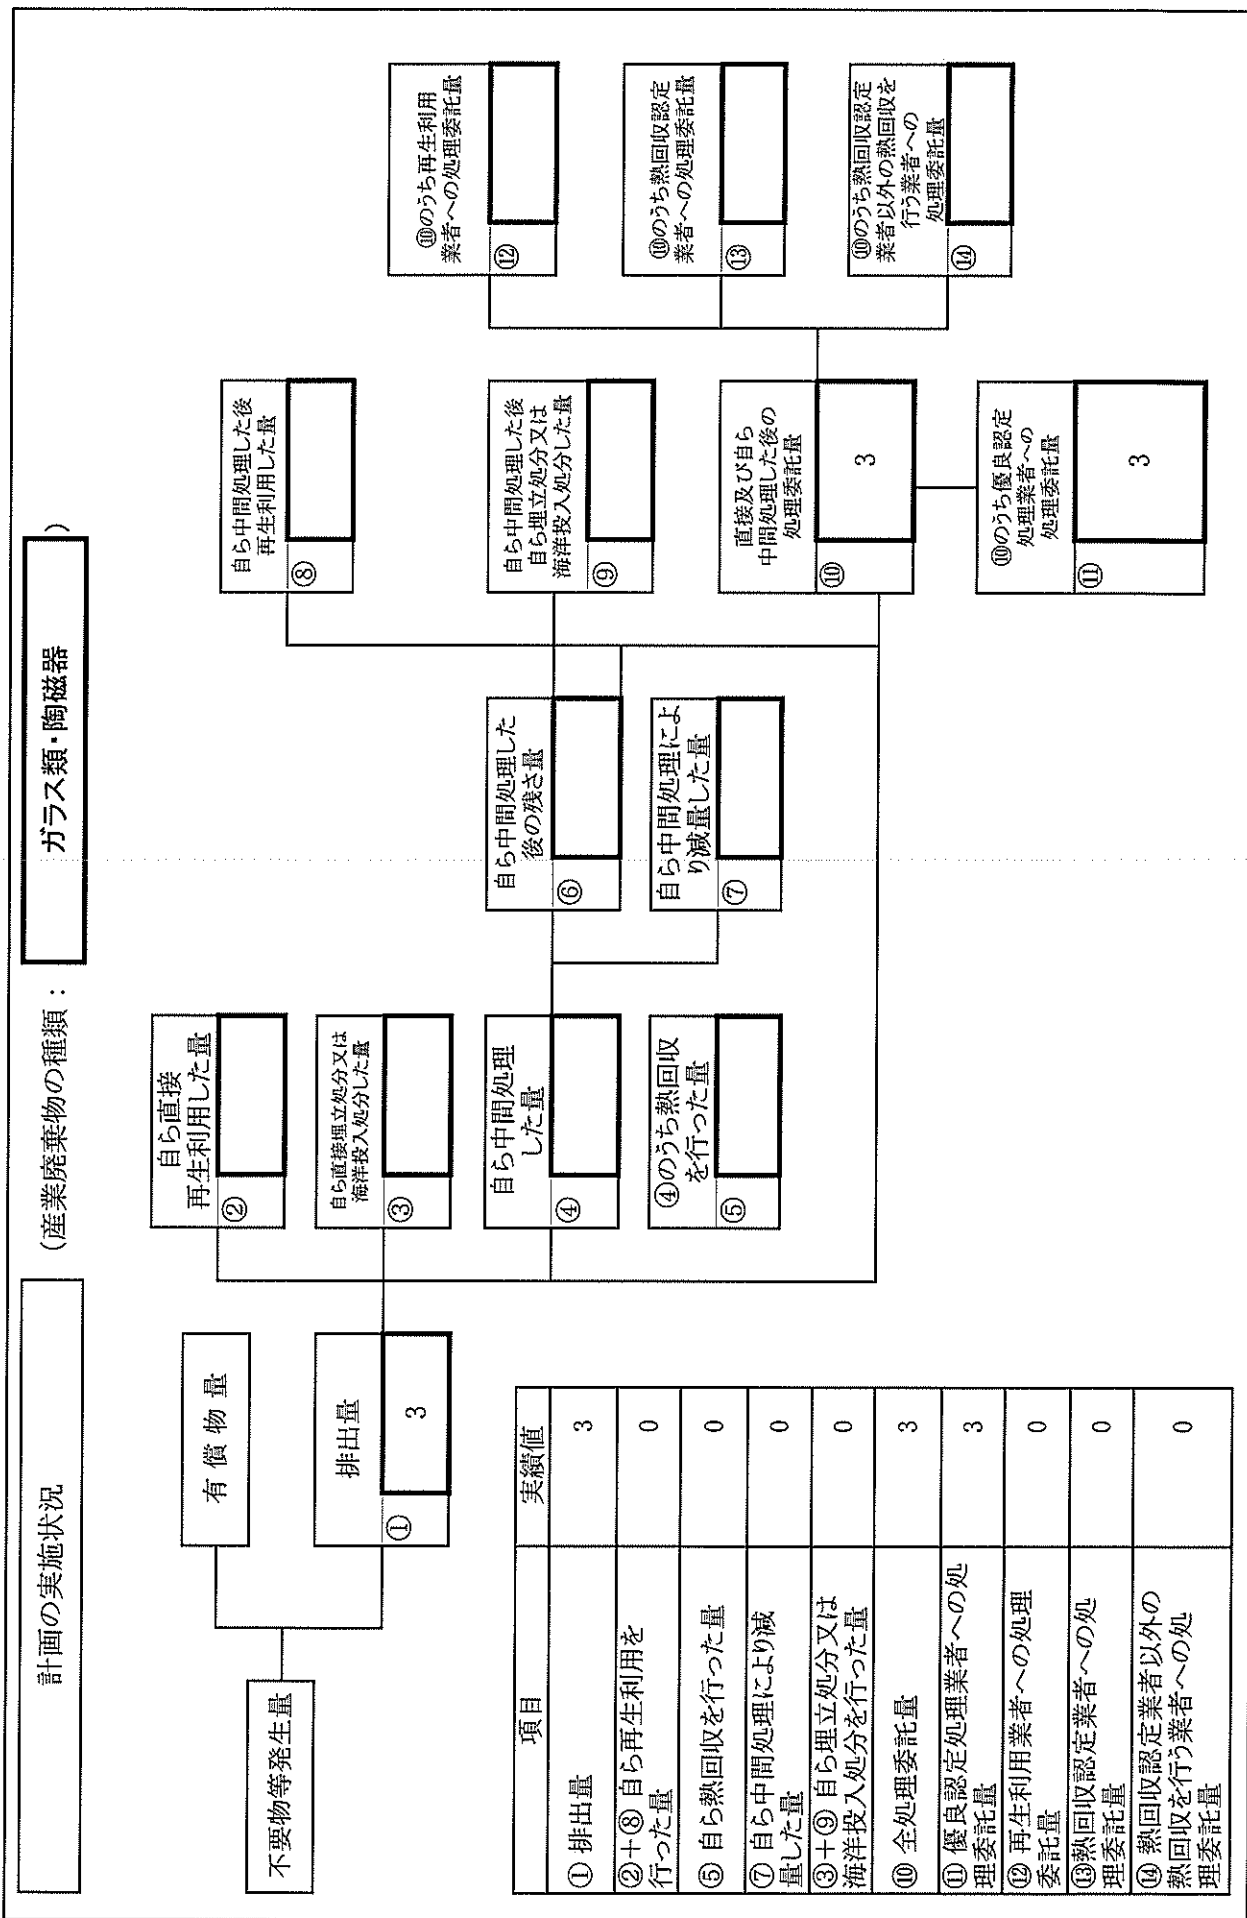 計画の実施状況
(産業廃棄物の種類：
ガラス類・陶磁器
)
不要物等発生量
有償物量
排出量
①
3
自ら直接
再生利用した量
②
自ら直接埋立処分又は
海洋投入処分した量
③
自ら中間処理
した量
④
④のうち熱回収
を行った量
⑤
自ら中間処理した
後の残さ量
⑥
自ら中間処理によ
り減量した量
⑦
自ら中間処理した後
再生利用した量
⑧
自ら中間処理した後
自ら埋立処分又は
海洋投入処分した量
⑨
直接及び自ら
中間処理した後の
処理委託量
⑩
3
⑩のうち優良認定
処理業者への
処理委託量
⑪
3
⑩のうち再生利用
業者への処理委託量
⑫
⑩のうち熱回収認定
業者への処理委託量
⑬
⑩のうち熱回収認定
業者以外の熱回収を
行う業者への
処理委託量
⑭
項目 実績値
①排出量 3
②+⑧ 自ら再生利用を
行った量 0
⑤ 自ら熱回収を行った量 0
⑦ 自ら中間処理により減
量した量 0
③+⑨ 自ら埋立処分又は
海洋投入処分を行った量 0
⑩ 全処理委託量 3
⑪ 優良認定処理業者への処
理委託量 3
⑫ 再生利用業者への処理
委託量 0
⑬熱回収認定業者への処
理委託量 0
⑭ 熱回収認定業者以外の
熱回収を行う業者への処
理委託量 0